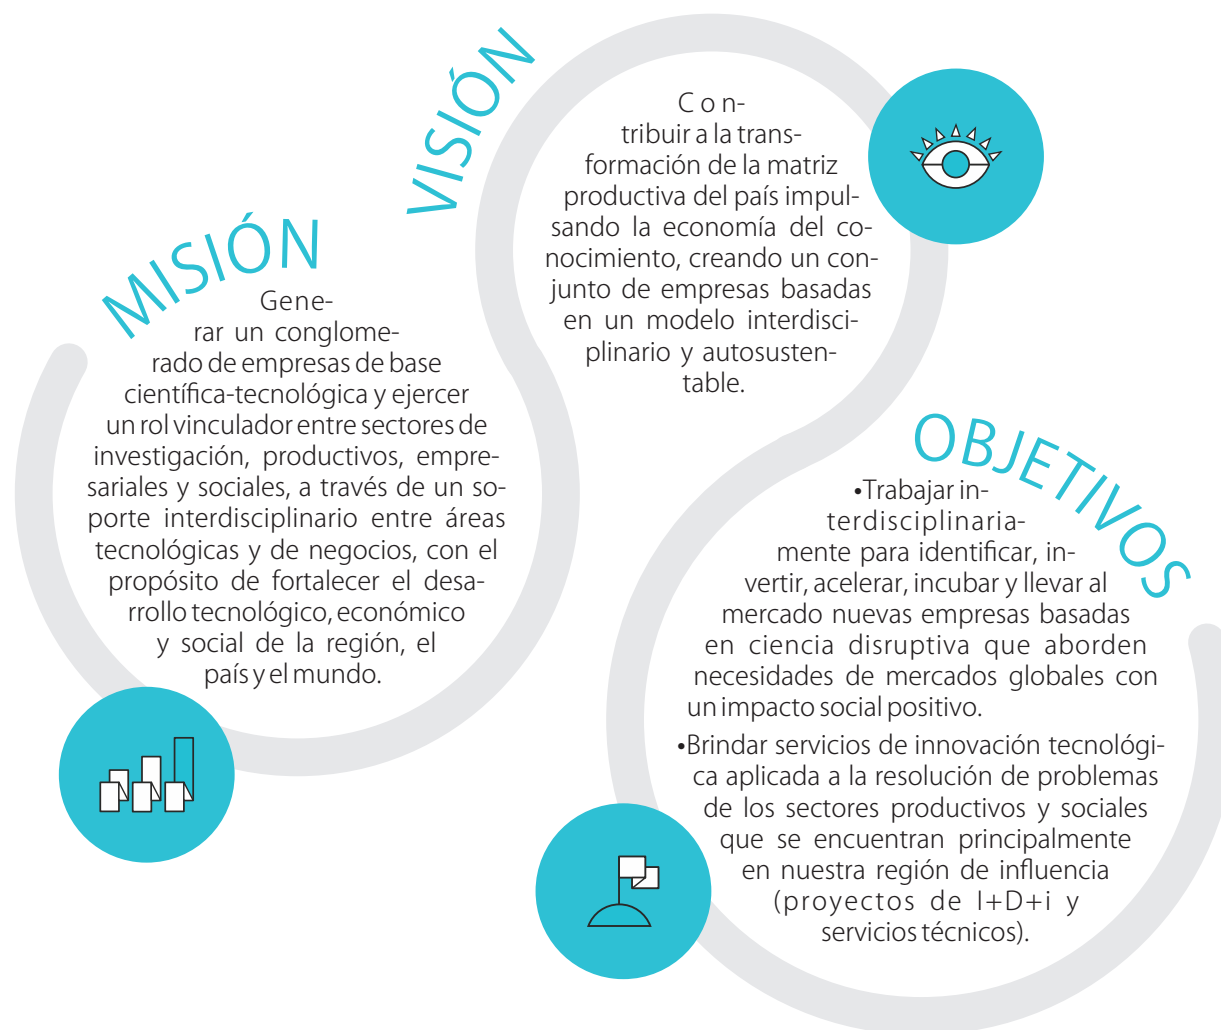 MISIÓN
Gene-
rar un conglome-
rado de empresas de base
científica-tecnológica y ejercer
un rol vinculador entre sectores de
investigación, productivos, empre-
sariales y sociales, a través de un so-
porte interdisciplinario entre áreas
tecnológicas y de negocios, con el
propósito de fortalecer el desa-
rrollo tecnológico, económico
y social de la región, el
país y el mundo.
VISIÓN
Con-
tribuir a la trans-
formación de la matriz
productiva del país impul-
sando la economía del co-
nocimiento, creando un con-
junto de empresas basadas
en un modelo interdisci-
plinario y autosusten-
table.
OBJETIVOS
•Trabajar in-
terdisciplinaria-
mente para identificar, in-
vertir, acelerar, incubar y llevar al
mercado nuevas empresas basadas
en ciencia disruptiva que aborden
necesidades de mercados globales con
un impacto social positivo.
•Brindar servicios de innovación tecnológi-
ca aplicada a la resolución de problemas
de los sectores productivos y sociales
que se encuentran principalmente
en nuestra región de influencia
(proyectos de I+D+i y
servicios técnicos).